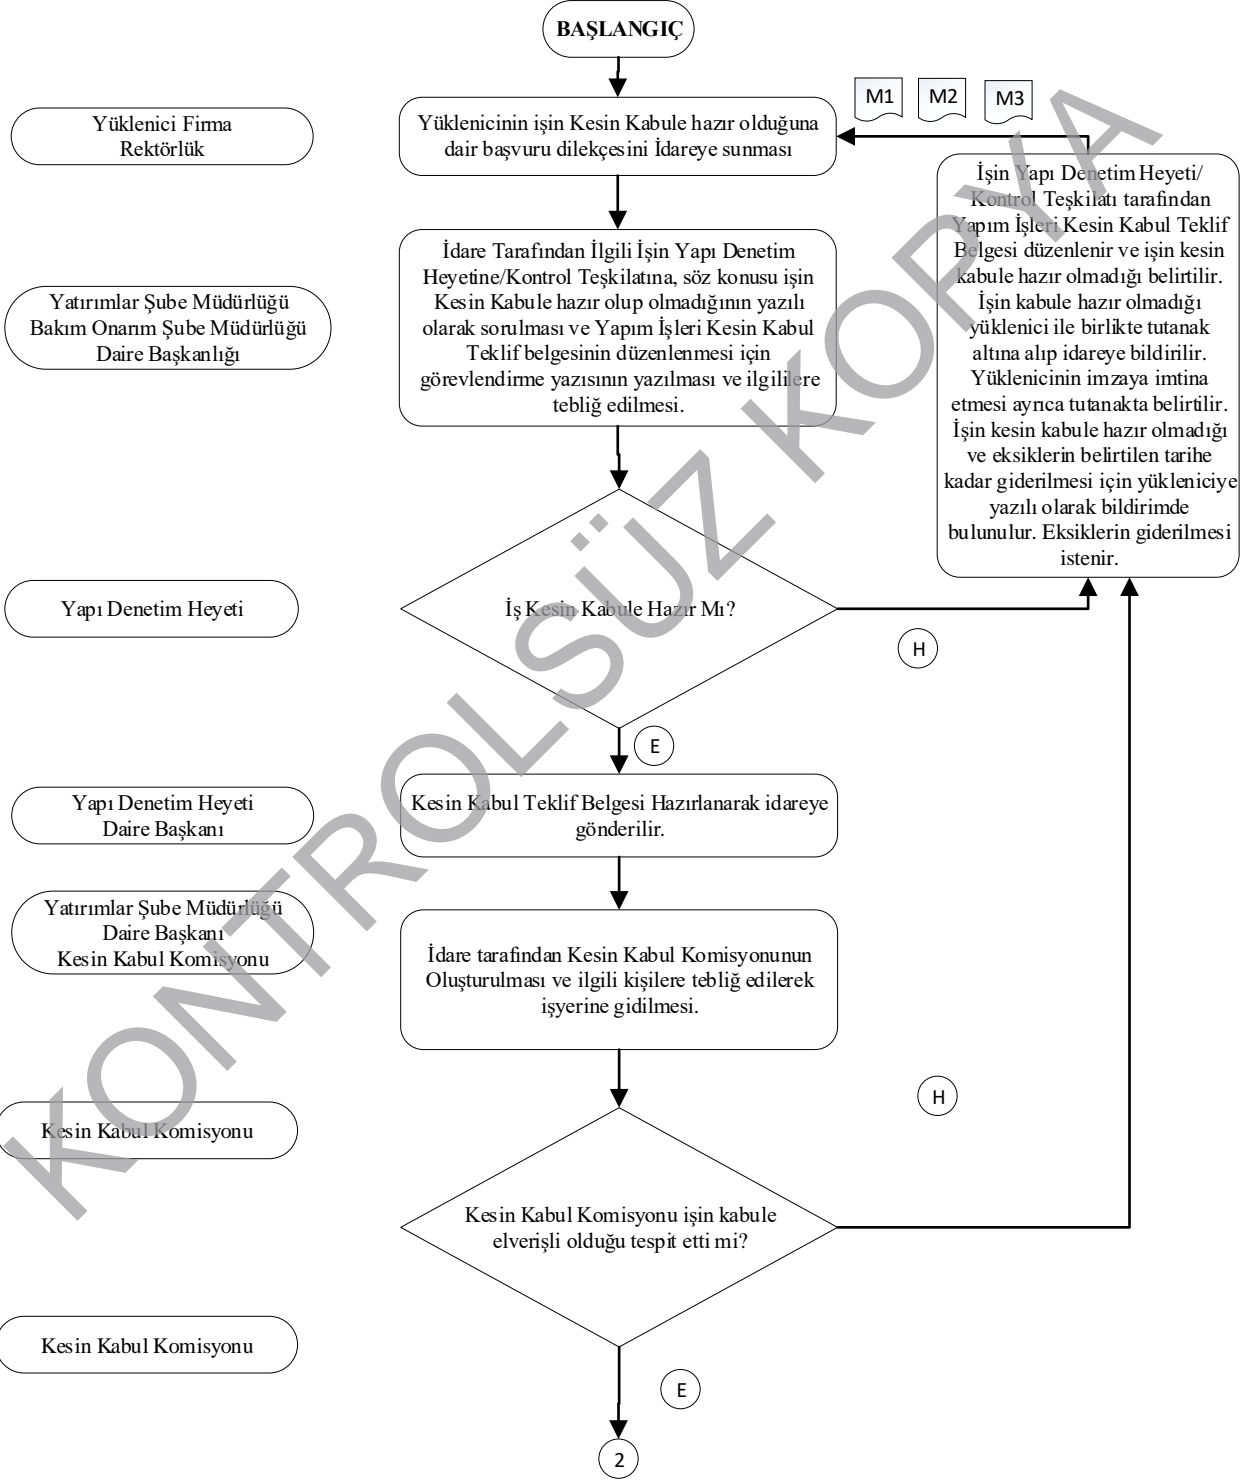 BAŞLANGIÇ
M1 M2 M3
Yüklenici Firma
Rektörlük
Yüklenicinin işin Kesin Kabule hazır olduğuna
dair başvuru dilekçesini İdareye sunması
İşin Yapı Denetim Heyeti/
Kontrol Teşkilatı tarafından
Yapım İşleri Kesin Kabul Teklif
Belgesi düzenlenir ve işin kesin
kabule hazır olmadığı belirtilir.
İşin kabule hazır olmadığı
yüklenici ile birlikte tutanak
altına alıp idareye bildirilir.
Yüklenicinin imzaya imtina
etmesi ayrıca tutanakta belirtilir.
İşin kesin kabule hazır olmadığı
ve eksiklerin belirtilen tarihe
kadar giderilmesi için yükleniciye
yazılı olarak bildirimde
bulunulur. Eksiklerin giderilmesi
istenir.
Yatırımlar Şube Müdürlüğü
Bakım Onarım Şube Müdürlüğü
Daire Başkanlığı
İdare Tarafından İlgili İşin Yapı Denetim
Heyetine/Kontrol Teşkilatına, söz konusu işin
Kesin Kabule hazır olup olmadığının yazılı
olarak sorulması ve Yapım İşleri Kesin Kabul
Teklif belgesinin düzenlenmesi için
görevlendirme yazısının yazılması ve ilgililere
tebliğ edilmesi.
Yapı Denetim Heyeti
İş Kesin Kabule Hazır Mı?
H
E
Yapı Denetim Heyeti
Daire Başkanı
Kesin Kabul Teklif Belgesi Hazırlanarak idareye
gönderilir.
Yatırımlar Şube Müdürlüğü
Daire Başkanı
Kesin Kabul Komisyonu
İdare tarafından Kesin Kabul Komisyonunun
Oluşturulması ve ilgili kişilere tebliğ edilerek
işyerine gidilmesi.
H
Kesin Kabul Komisyonu
Kesin Kabul Komisyonu işin kabule
elverişli olduğu tespit etti mi?
Kesin Kabul Komisyonu
E
2
KONTROLSÜZ KOPYA